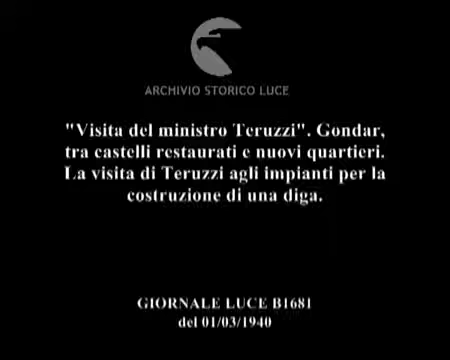 ARCHIVIO STORICO LUCE
"Visita del ministro Teruzzi". Gondar,
tra castelli restaurati e nuovi quartieri.
La visita di Teruzzi agli impianti per la
costruzione di una diga.
GIORNALE LUCE B1681
del 01/03/1940